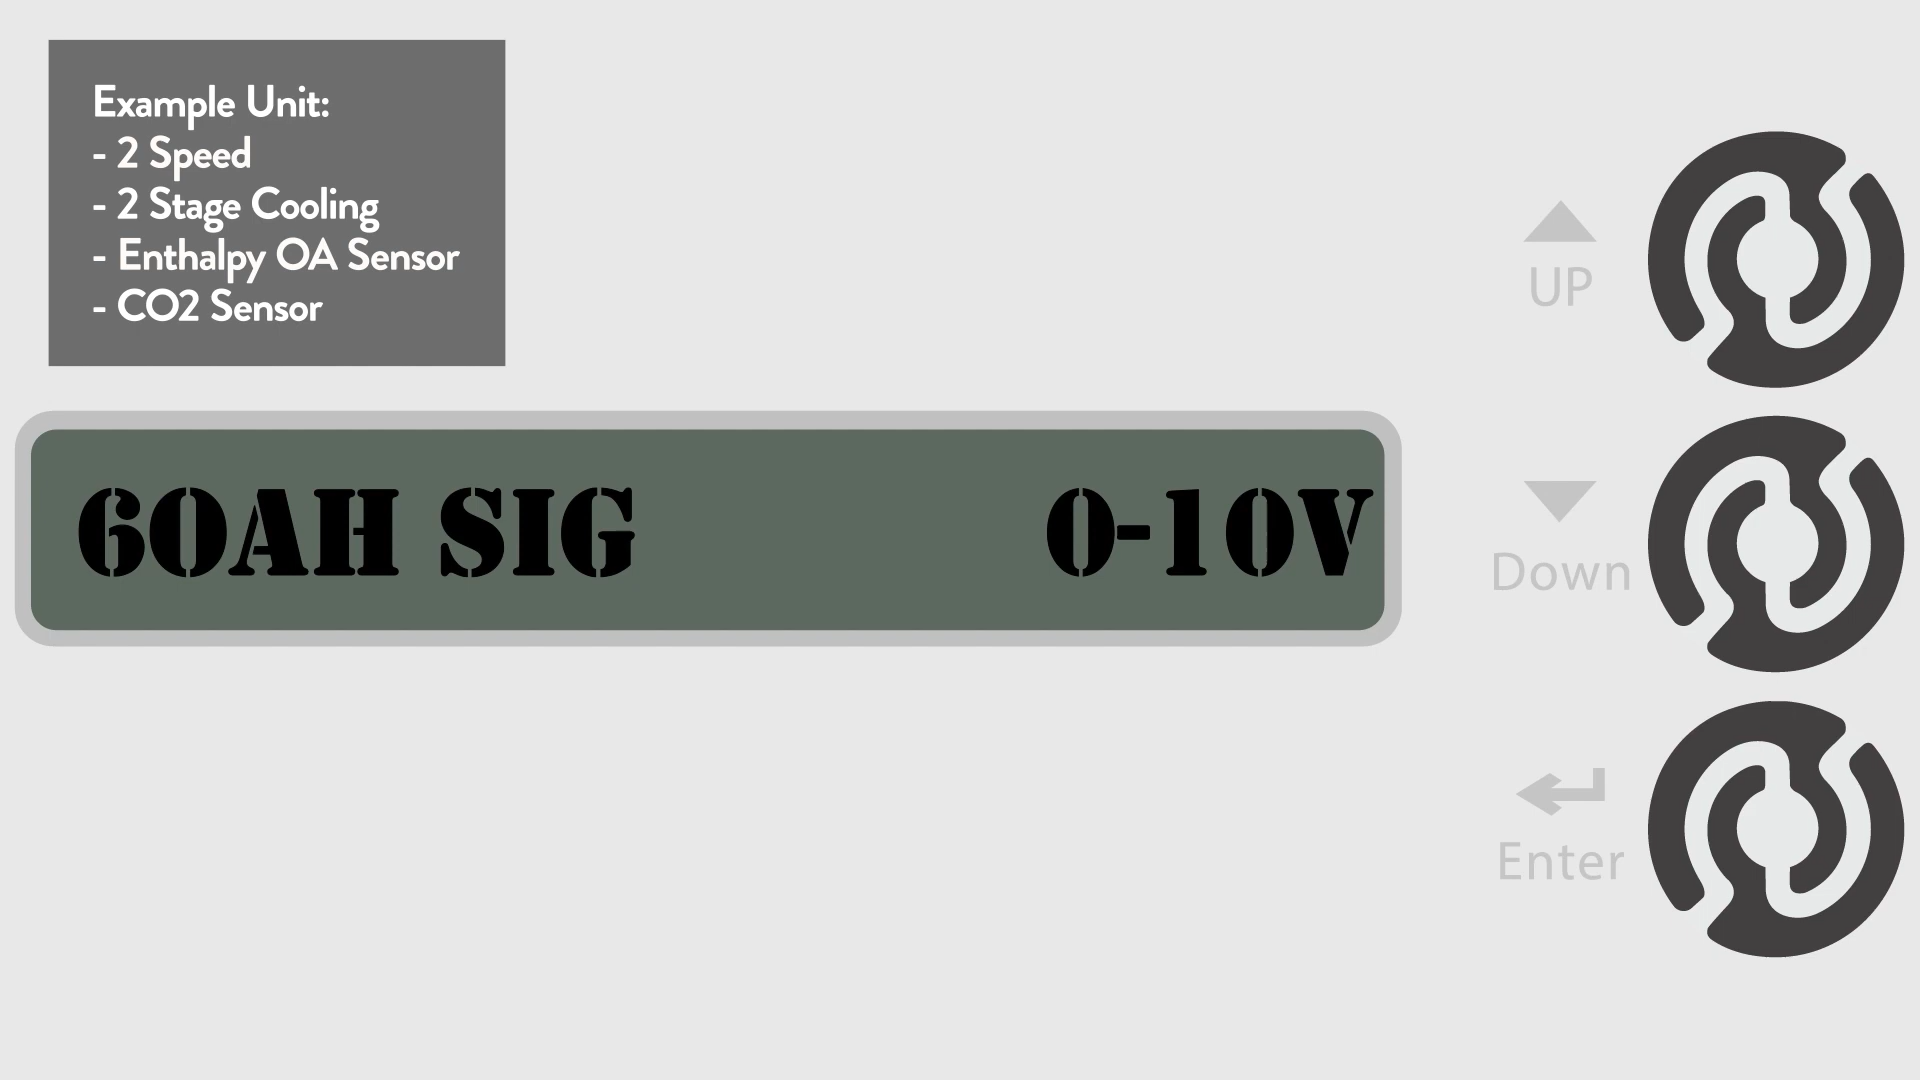 Example Unit:
- 2 Speed
- 2 Stage Cooling
- Enthalpy OA Sensor
- CO2 Sensor
UP
6OAH SIG 0-10V
Down
Enter